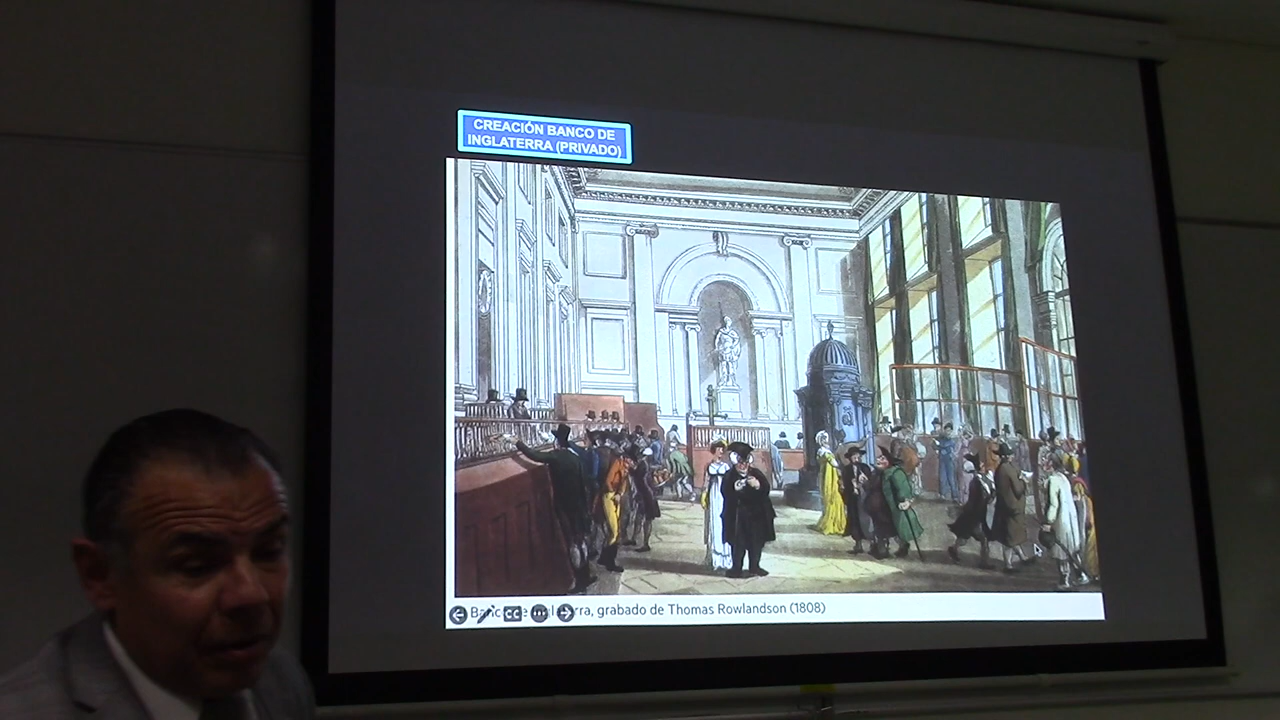 CREACIÓN BANCO DE
INGLATERRA (PRIVADO)
grabado de Thomas Rowlandson (1808)